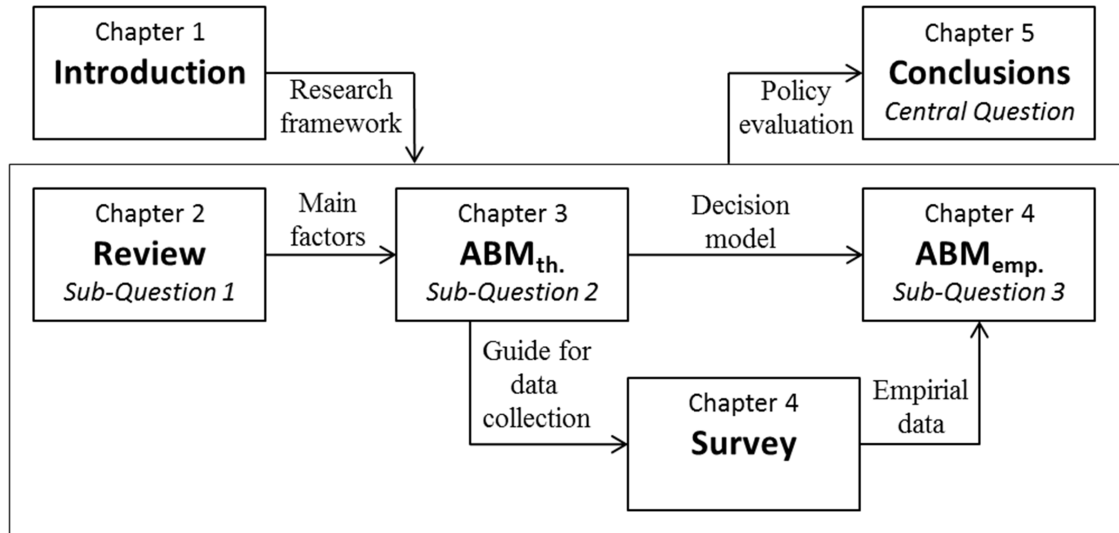 Chapter 1
Introduction
Research
framework
Policy
evaluation
Chapter 5
Conclusions
Central Question
Chapter 2
Review
Sub-Question 1
Main
factors
Chapter 3
ABMth.
Sub-Question 2
Decision
model
Chapter 4
ABMemp.
Sub-Question 3
Guide for
data
collection
Chapter 4
Survey
Empirial
data